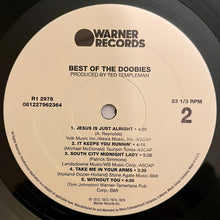 WARNER
RECORDS
BEST OF THE DOOBIES
PRODUCED BY TED TEMPLEMAN
R1 2978
081227962364
33 1/3 RPM
2
1. JESUS IS JUST ALRIGHT • 4:30
(A. Reynolds)
Yolk Music Inc./Alexis Music Inc.-ASCAP
2. IT KEEPS YOU RUNNIN' • 4:20
(Michael McDonald) Tauripin Tunes-ASCAP
3. SOUTH CITY MIDNIGHT LADY • 5:28
(Patrick Simmons)
Landsdowne/WB Music Corp.-ASCAP
4. TAKE ME IN YOUR ARMS • 3:39
(Holland-Dozier-Holland) Stone Agate Music-BMI
5. WITHOUT YOU • 4:58
(Tom Johnston) Warner-Tamerlane Pub.
Corp.-BMI